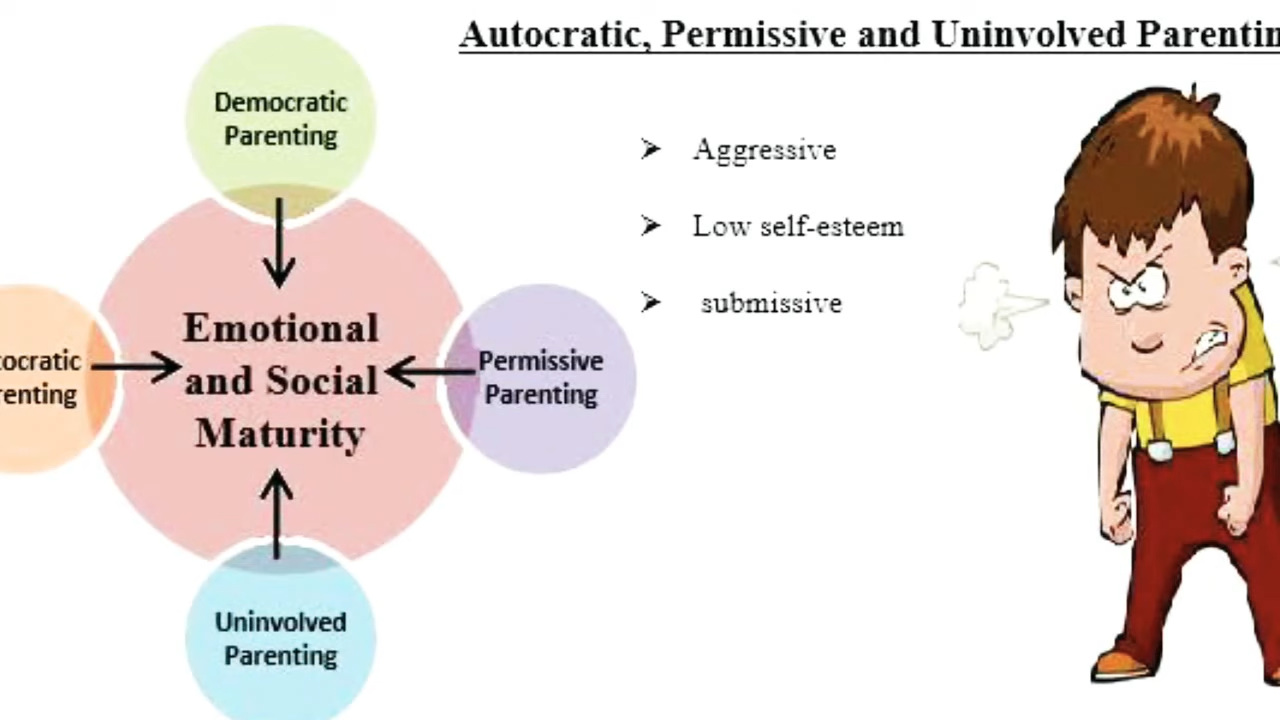 Autocratic, Permissive and Uninvolved Parentin
Democratic
Parenting
Aggressive
Low self-esteem
submissive
Emotional
and Social
Maturity
tocratic
renting
Permissive
Parenting
Uninvolved
Parenting